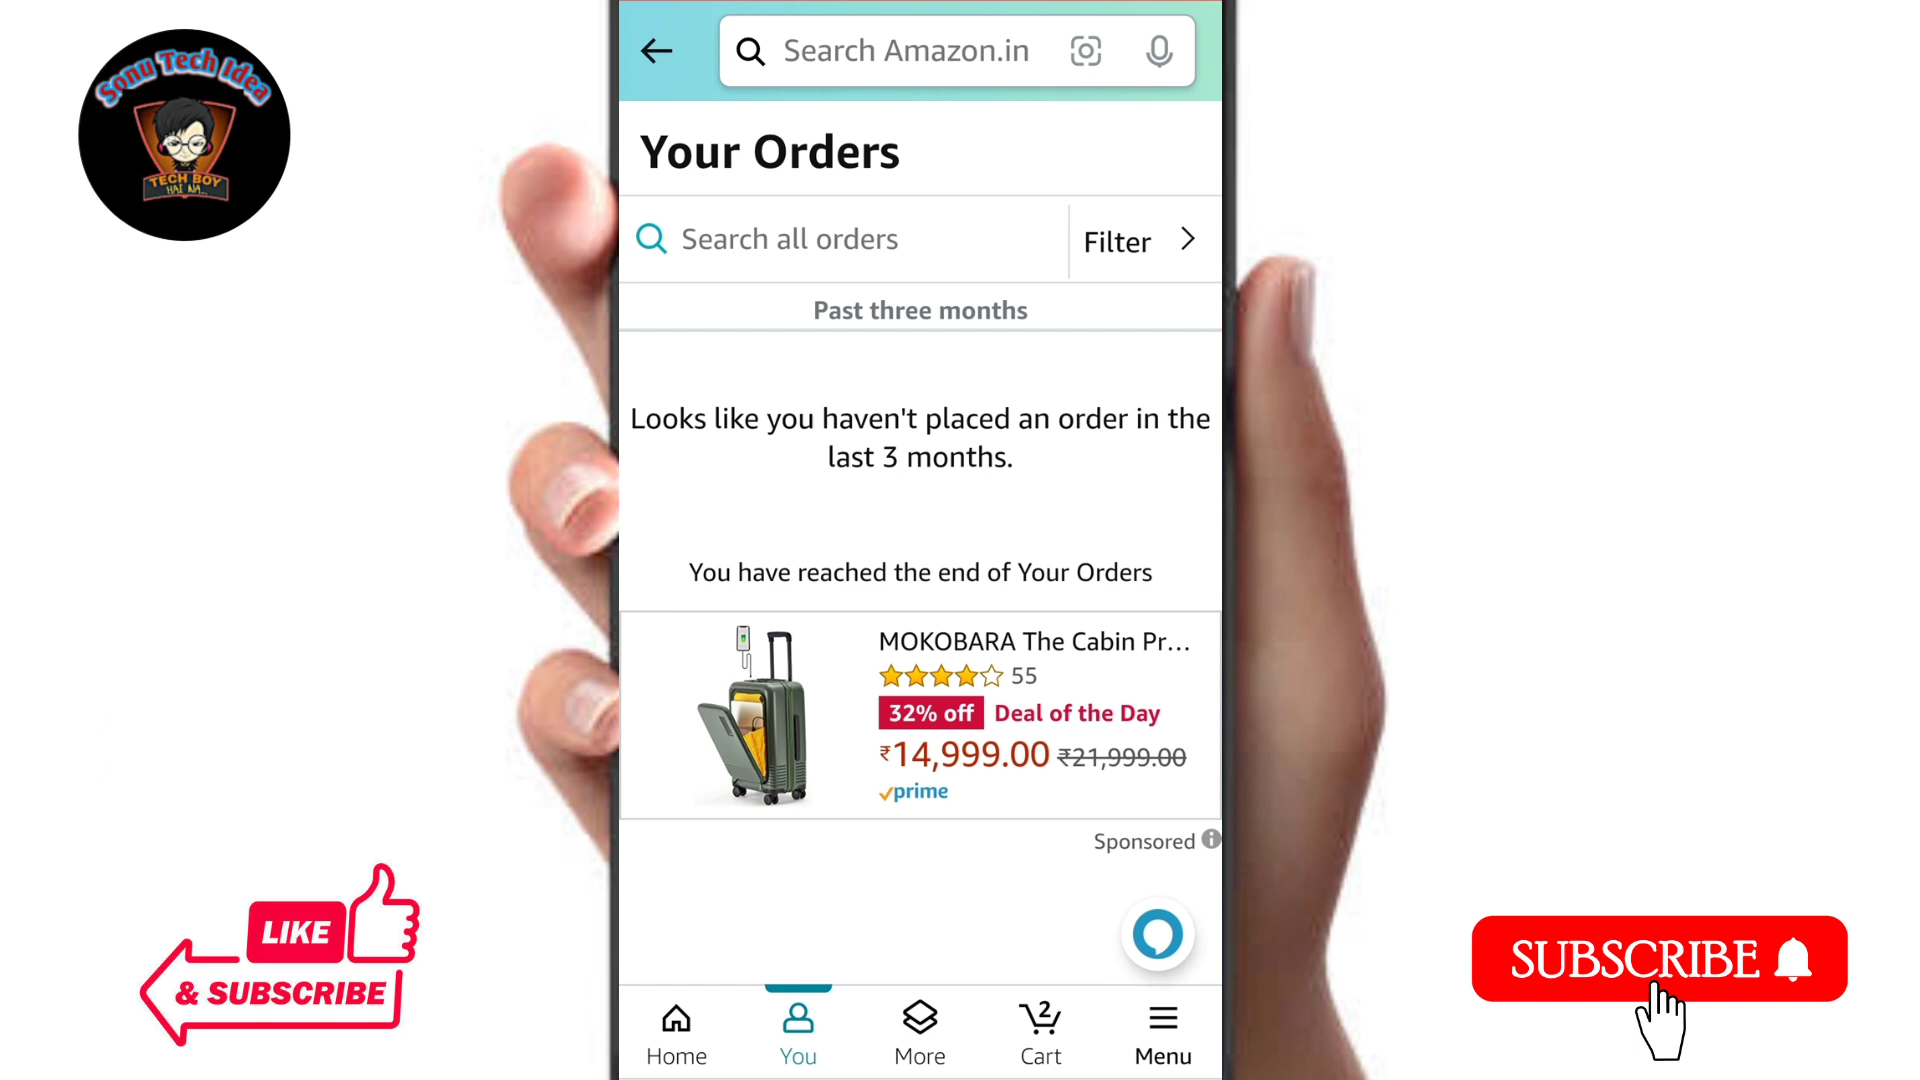 Sonu Tech Idea
TECH BOY
HAI NA...
Search Amazon.in
Your Orders
Search all orders
Filter
Past three months
Looks like you haven't placed an order in the
last 3 months.
You have reached the end of Your Orders
MOKOBARA The Cabin Pr...
55
32% off Deal of the Day
₹14,999.00 ₹21,999.00
prime
Sponsored
LIKE
& SUBSCRIBE
SUBSCRIBE
2
Home
You
More
Cart
Menu